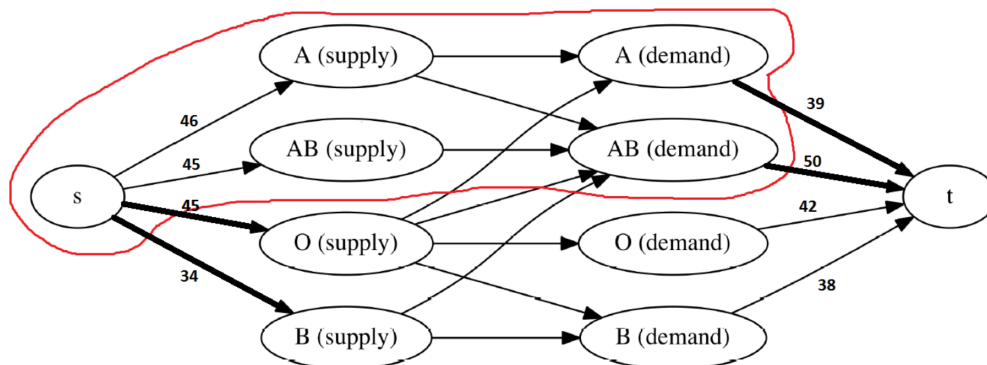 A (supply)
A (demand)
46
39
AB (supply)
AB (demand)
45
50
s
t
45
42
O (supply)
O (demand)
34
38
B (supply)
B (demand)